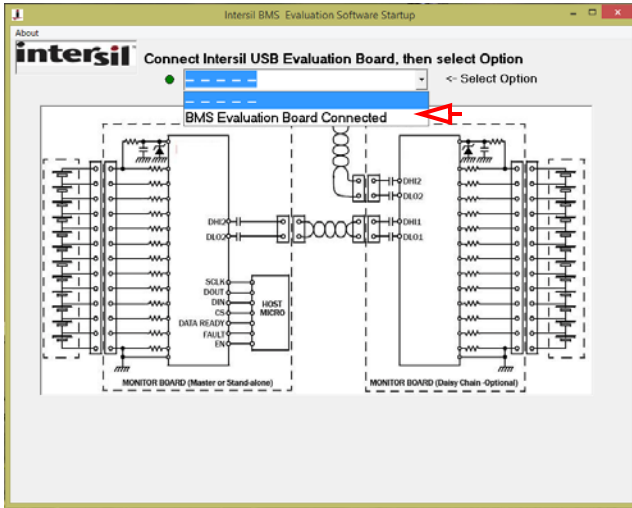 Intersil BMS Evaluation Software Startup
About
intersil
Connect Intersil USB Evaluation Board, then select Option
– – – – –
<- Select Option
– – – – –
BMS Evaluation Board Connected
DHI2
DLO2
DHI2
DLO2
DHI1
DLO1
SCLK
DOUT
DIN
CS
DATA READY
FAULT
EN
HOST
MICRO
MONITOR BOARD (Master or Stand-alone)
MONITOR BOARD (Daisy Chain -Optional)